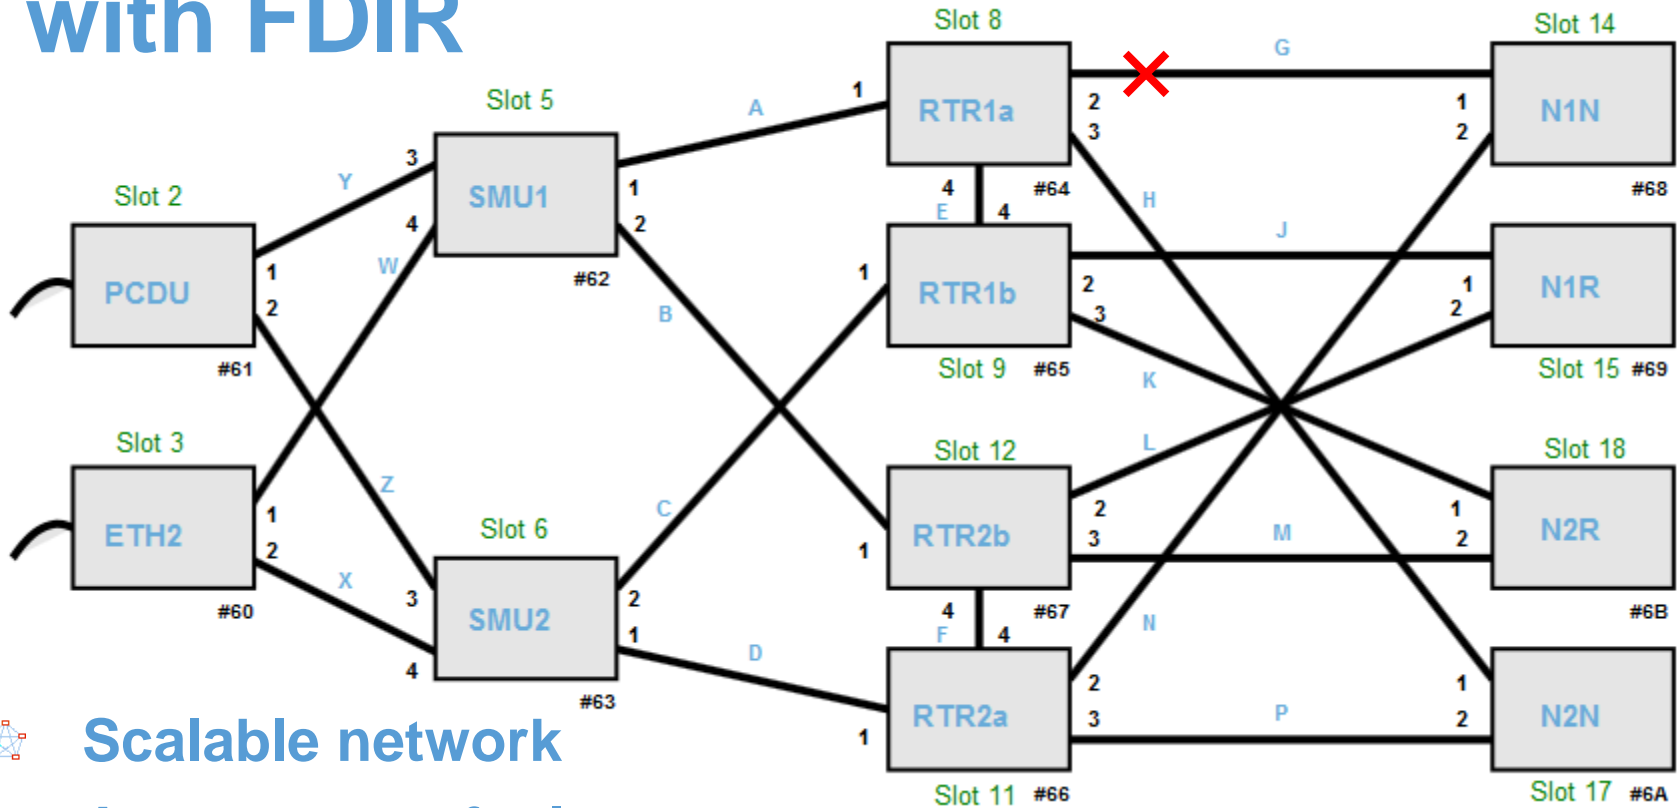 with FDIR
Slot 8
Slot 14
G
Slot 5
A
1
RTR1a
2
3
1
2
N1N
Slot 2
Y
3
SMU1
1
2
4
#64
#68
E
4
H
4
W
#62
J
PCDU
1
2
1
RTR1b
2
3
1
2
N1R
B
#61
Slot 9
#65
K
Slot 15
#69
Slot 3
L
Slot 12
Slot 18
Z
C
ETH2
1
2
Slot 6
1
RTR2b
2
3
M
1
2
N2R
X
3
SMU2
2
1
4
#67
#6B
#60
F
4
N
D
4
#63
1
RTR2a
2
3
P
1
2
N2N
Scalable network
Slot 11
#66
Slot 17
#6A